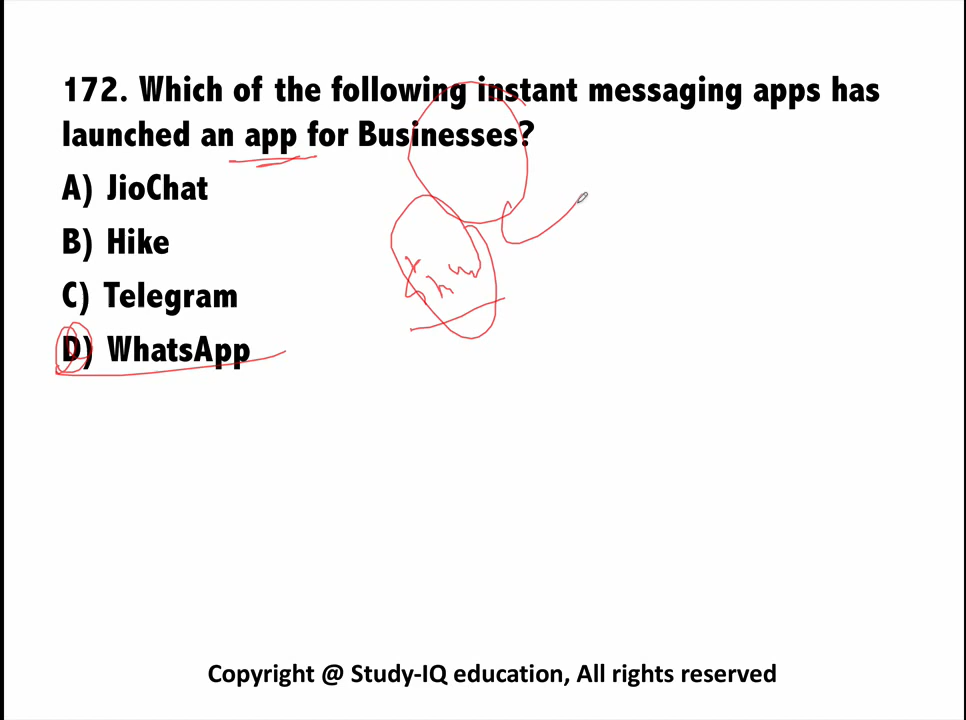 172. Which of the following instant messaging apps has
launched an app for Businesses?
A) JioChat
B) Hike
C) Telegram
D) WhatsApp
Copyright @ Study-IQ education, All rights reserved